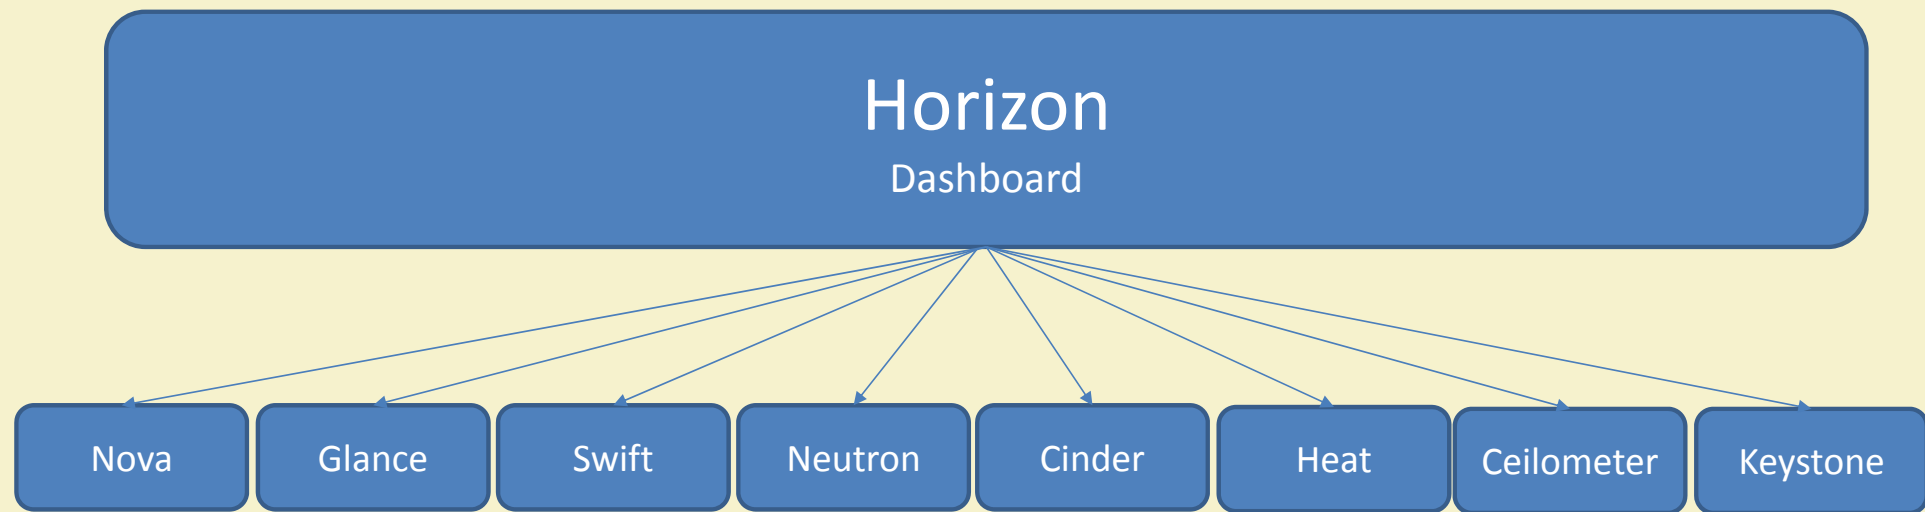 Horizon
Dashboard
Nova
Glance
Swift
Neutron
Cinder
Heat
Ceilometer
Keystone